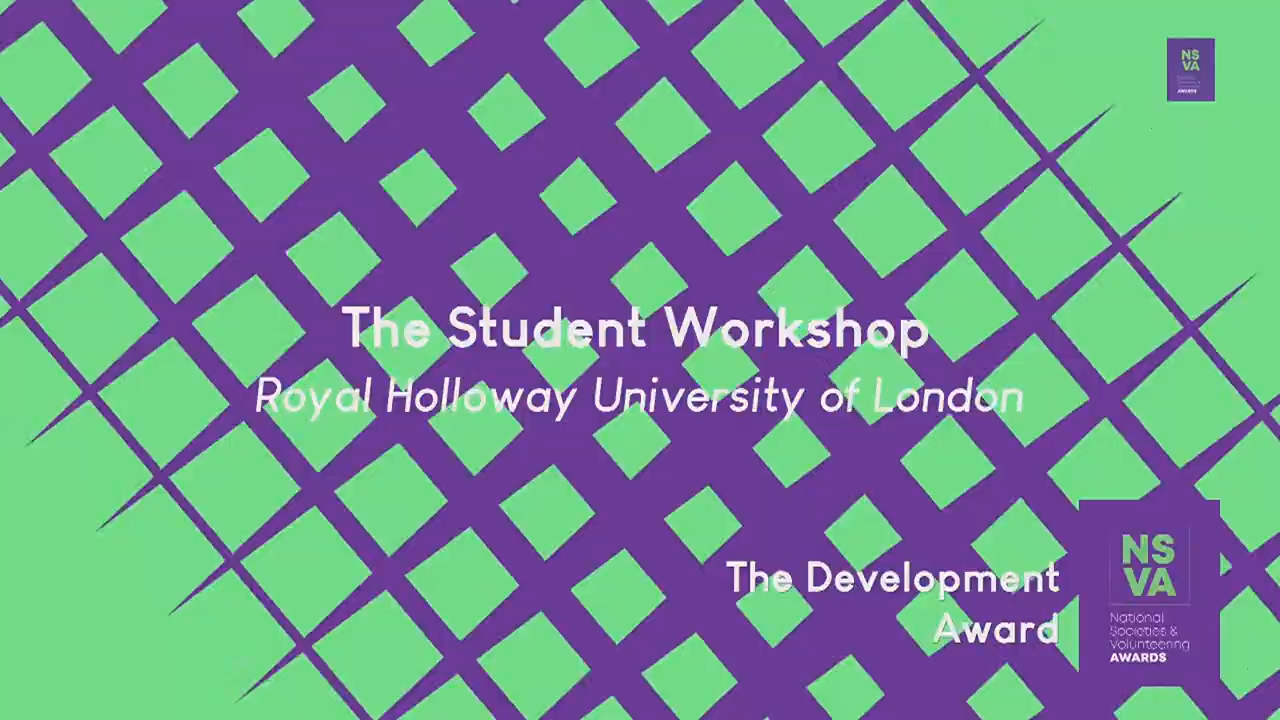 NS
VA
AWARDS
The Student Workshop
Royal Holloway University of London
The Development
Award
NS
VA
National
Societies &
Volunteering
AWARDS